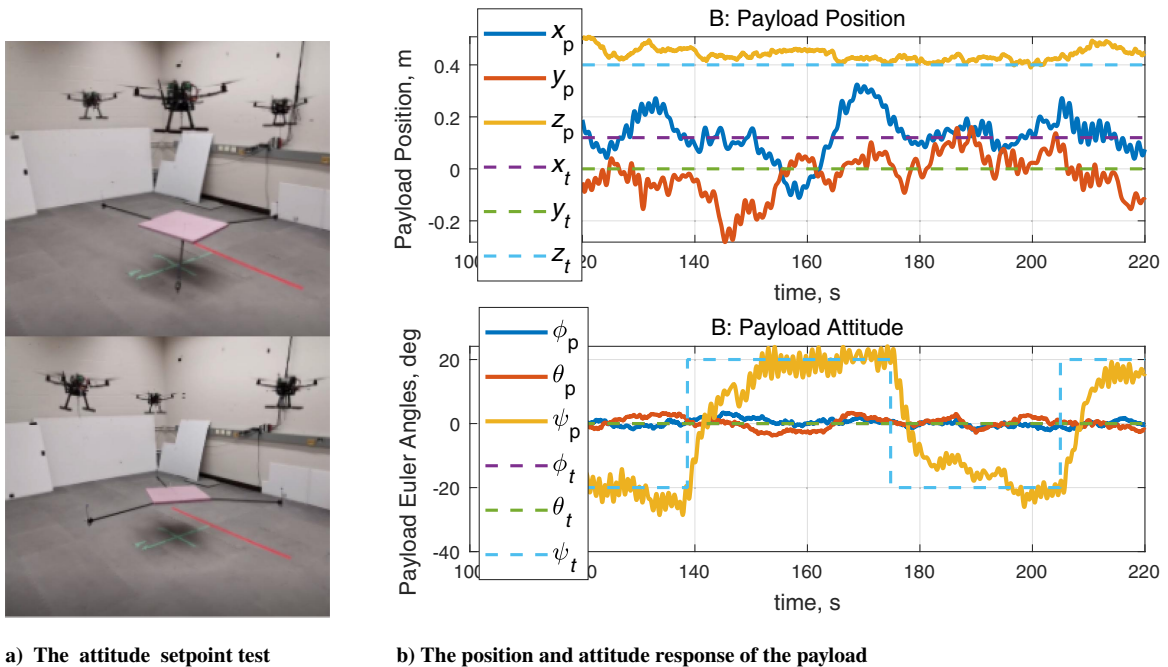 B: Payload Position
Payload Position, m
0.4
0.2
0
-0.2
x_p
y_p
z_p
x_t
y_t
z_t
100 120 140 160 180 200 220
time, s
B: Payload Attitude
Payload Euler Angles, deg
20
0
-20
-40
ϕ_p
θ_p
ψ_p
ϕ_t
θ_t
ψ_t
100 120 140 160 180 200 220
time, s
a) The attitude setpoint test
b) The position and attitude response of the payload